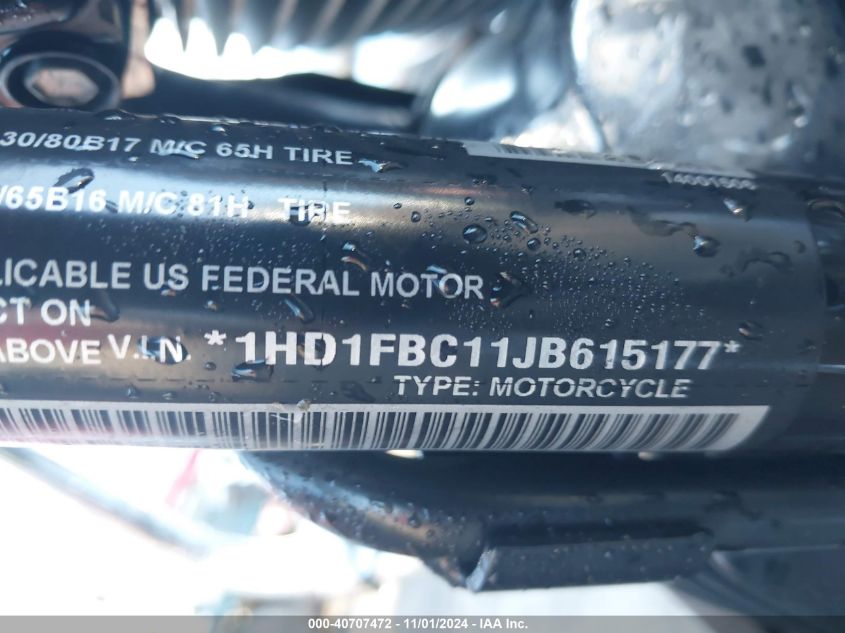 30/80B17 M/C 65H TIRE
/65B16 M/C 81H TIRE
LICABLE US FEDERAL MOTOR
CT ON
ABOVE V.I.N *1HD1FBC11JB615177*
TYPE: MOTORCYCLE
000-40707472 - 11/01/2024 - IAAI Inc.